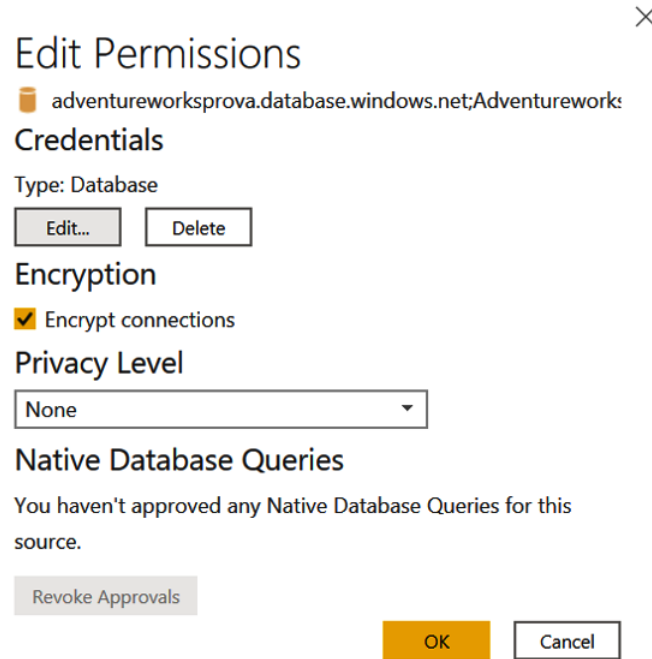 Edit Permissions
adventureworksprova.database.windows.net;Adventureworks
Credentials
Type: Database
Edit... Delete
Encryption
Encrypt connections
Privacy Level
None
Native Database Queries
You haven't approved any Native Database Queries for this
source.
Revoke Approvals
OK Cancel